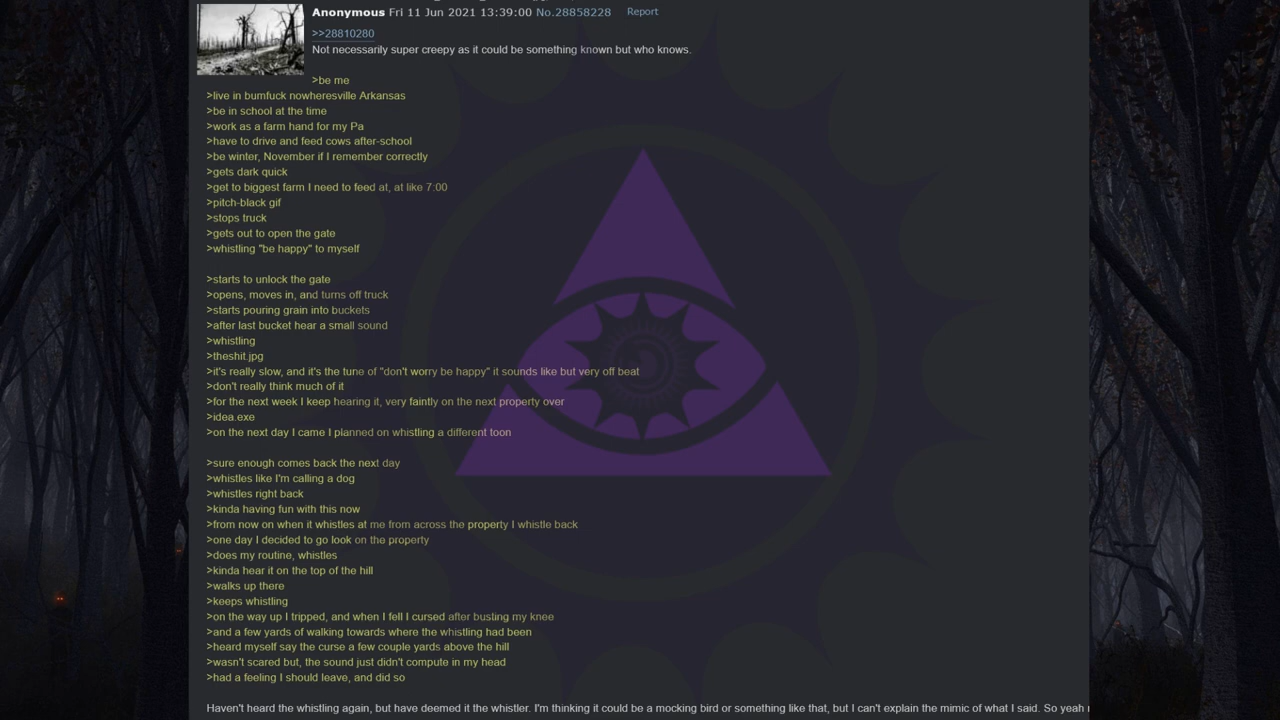 Anonymous Fri 11 Jun 2021 13:39:00 No.28858228 Report
>>28810280
Not necessarily super creepy as it could be something known but who knows.
>be me
>live in bumfuck nowheresville Arkansas
>be in school at the time
>work as a farm hand for my Pa
>have to drive and feed cows after-school
>be winter, November if I remember correctly
>gets dark quick
>get to biggest farm I need to feed at, at like 7:00
>pitch-black gif
>stops truck
>gets out to open the gate
>whistling "be happy" to myself
>starts to unlock the gate
>opens, moves in, and turns off truck
>starts pouring grain into buckets
>after last bucket hear a small sound
>whistling
>theshit.jpg
>it's really slow, and it's the tune of "don't worry be happy" it sounds like but very off beat
>don't really think much of it
>for the next week I keep hearing it, very faintly on the next property over
>idea.exe
>on the next day I came I planned on whistling a different toon
>sure enough comes back the next day
>whistles like I'm calling a dog
>whistles right back
>kinda having fun with this now
>from now on when it whistles at me from across the property I whistle back
>one day I decided to go look on the property
>does my routine, whistles
>kinda hear it on the top of the hill
>walks up there
>keeps whistling
>on the way up I tripped, and when I fell I cursed after busting my knee
>and a few yards of walking towards where the whistling had been
>heard myself say the curse a few couple yards above the hill
>wasn't scared but, the sound just didn't compute in my head
>had a feeling I should leave, and did so
Haven't heard the whistling again, but have deemed it the whistler. I'm thinking it could be a mocking bird or something like that, but I can't explain the mimic of what I said. So yeah